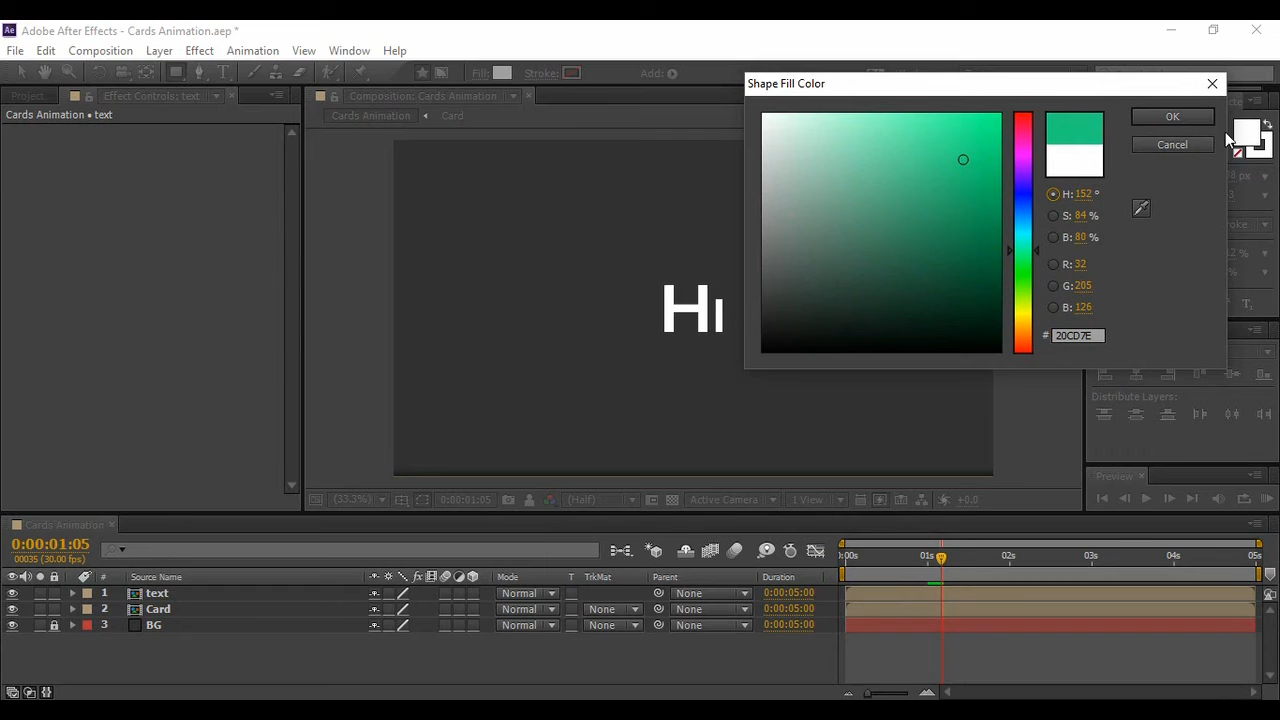 Adobe After Effects - Cards Animation.aep *
File Edit Composition Layer Effect Animation View Window Help
Fill: Stroke: Add:
Shape Fill Color
Project Effect Controls: text Composition: Cards Animation
Cards Animation • text
Cards Animation Card
OK
Cancel
H: 152 °
S: 84 %
B: 80 %
R: 32
G: 205
B: 126
# 20CD7E
Hi
Distribute Layers:
Preview
(33.3%) 0:00:01:05 (Half) Active Camera 1 View +0.0
Cards Animation
0:00:01:05
00035 (30.00 fps)
:00s 01s 02s 03s 04s 05s
# Source Name Mode T TrkMat Parent Duration
1 text Normal None 0:00:05:00
2 Card Normal None None 0:00:05:00
3 BG Normal None None 0:00:05:00